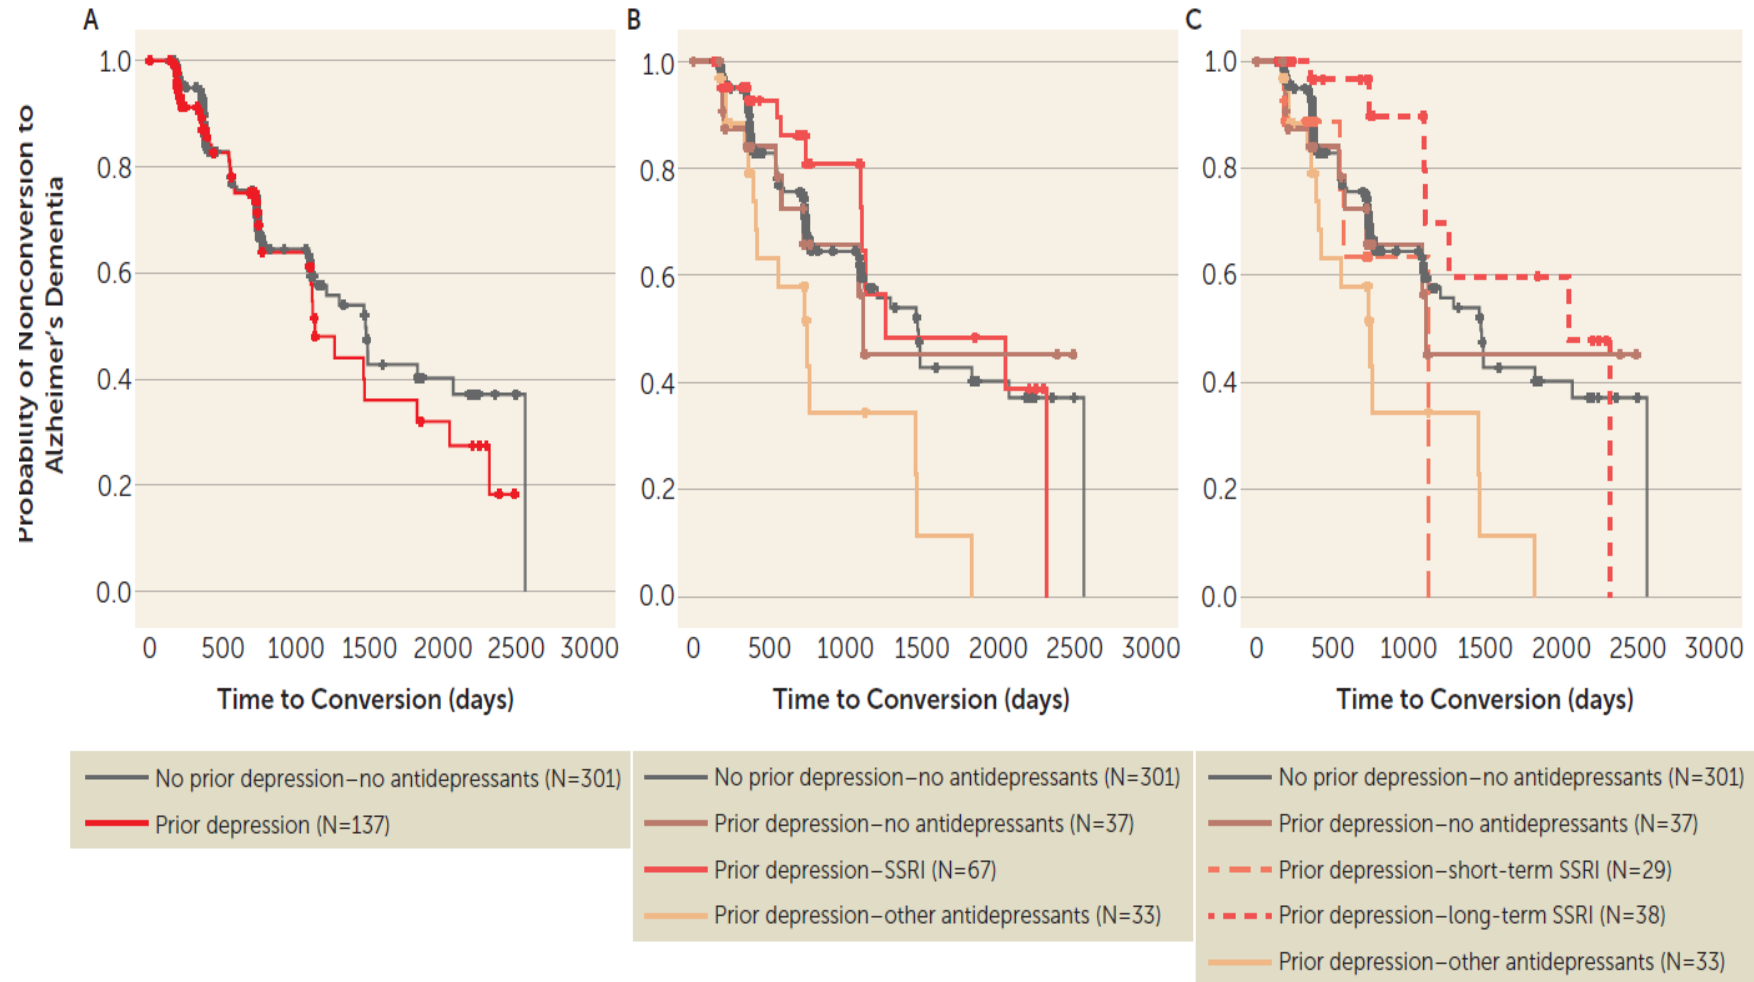 A
B
C
Probability of Nonconversion to
Alzheimer's Dementia
1.0
0.8
0.6
0.4
0.2
0.0
0 500 1000 1500 2000 2500 3000
Time to Conversion (days)
1.0
0.8
0.6
0.4
0.2
0.0
0 500 1000 1500 2000 2500 3000
Time to Conversion (days)
1.0
0.8
0.6
0.4
0.2
0.0
0 500 1000 1500 2000 2500 3000
Time to Conversion (days)
No prior depression–no antidepressants (N=301)
Prior depression (N=137)
No prior depression–no antidepressants (N=301)
Prior depression–no antidepressants (N=37)
Prior depression–SSRI (N=67)
Prior depression–other antidepressants (N=33)
No prior depression–no antidepressants (N=301)
Prior depression–no antidepressants (N=37)
Prior depression–short-term SSRI (N=29)
Prior depression–long-term SSRI (N=38)
Prior depression–other antidepressants (N=33)